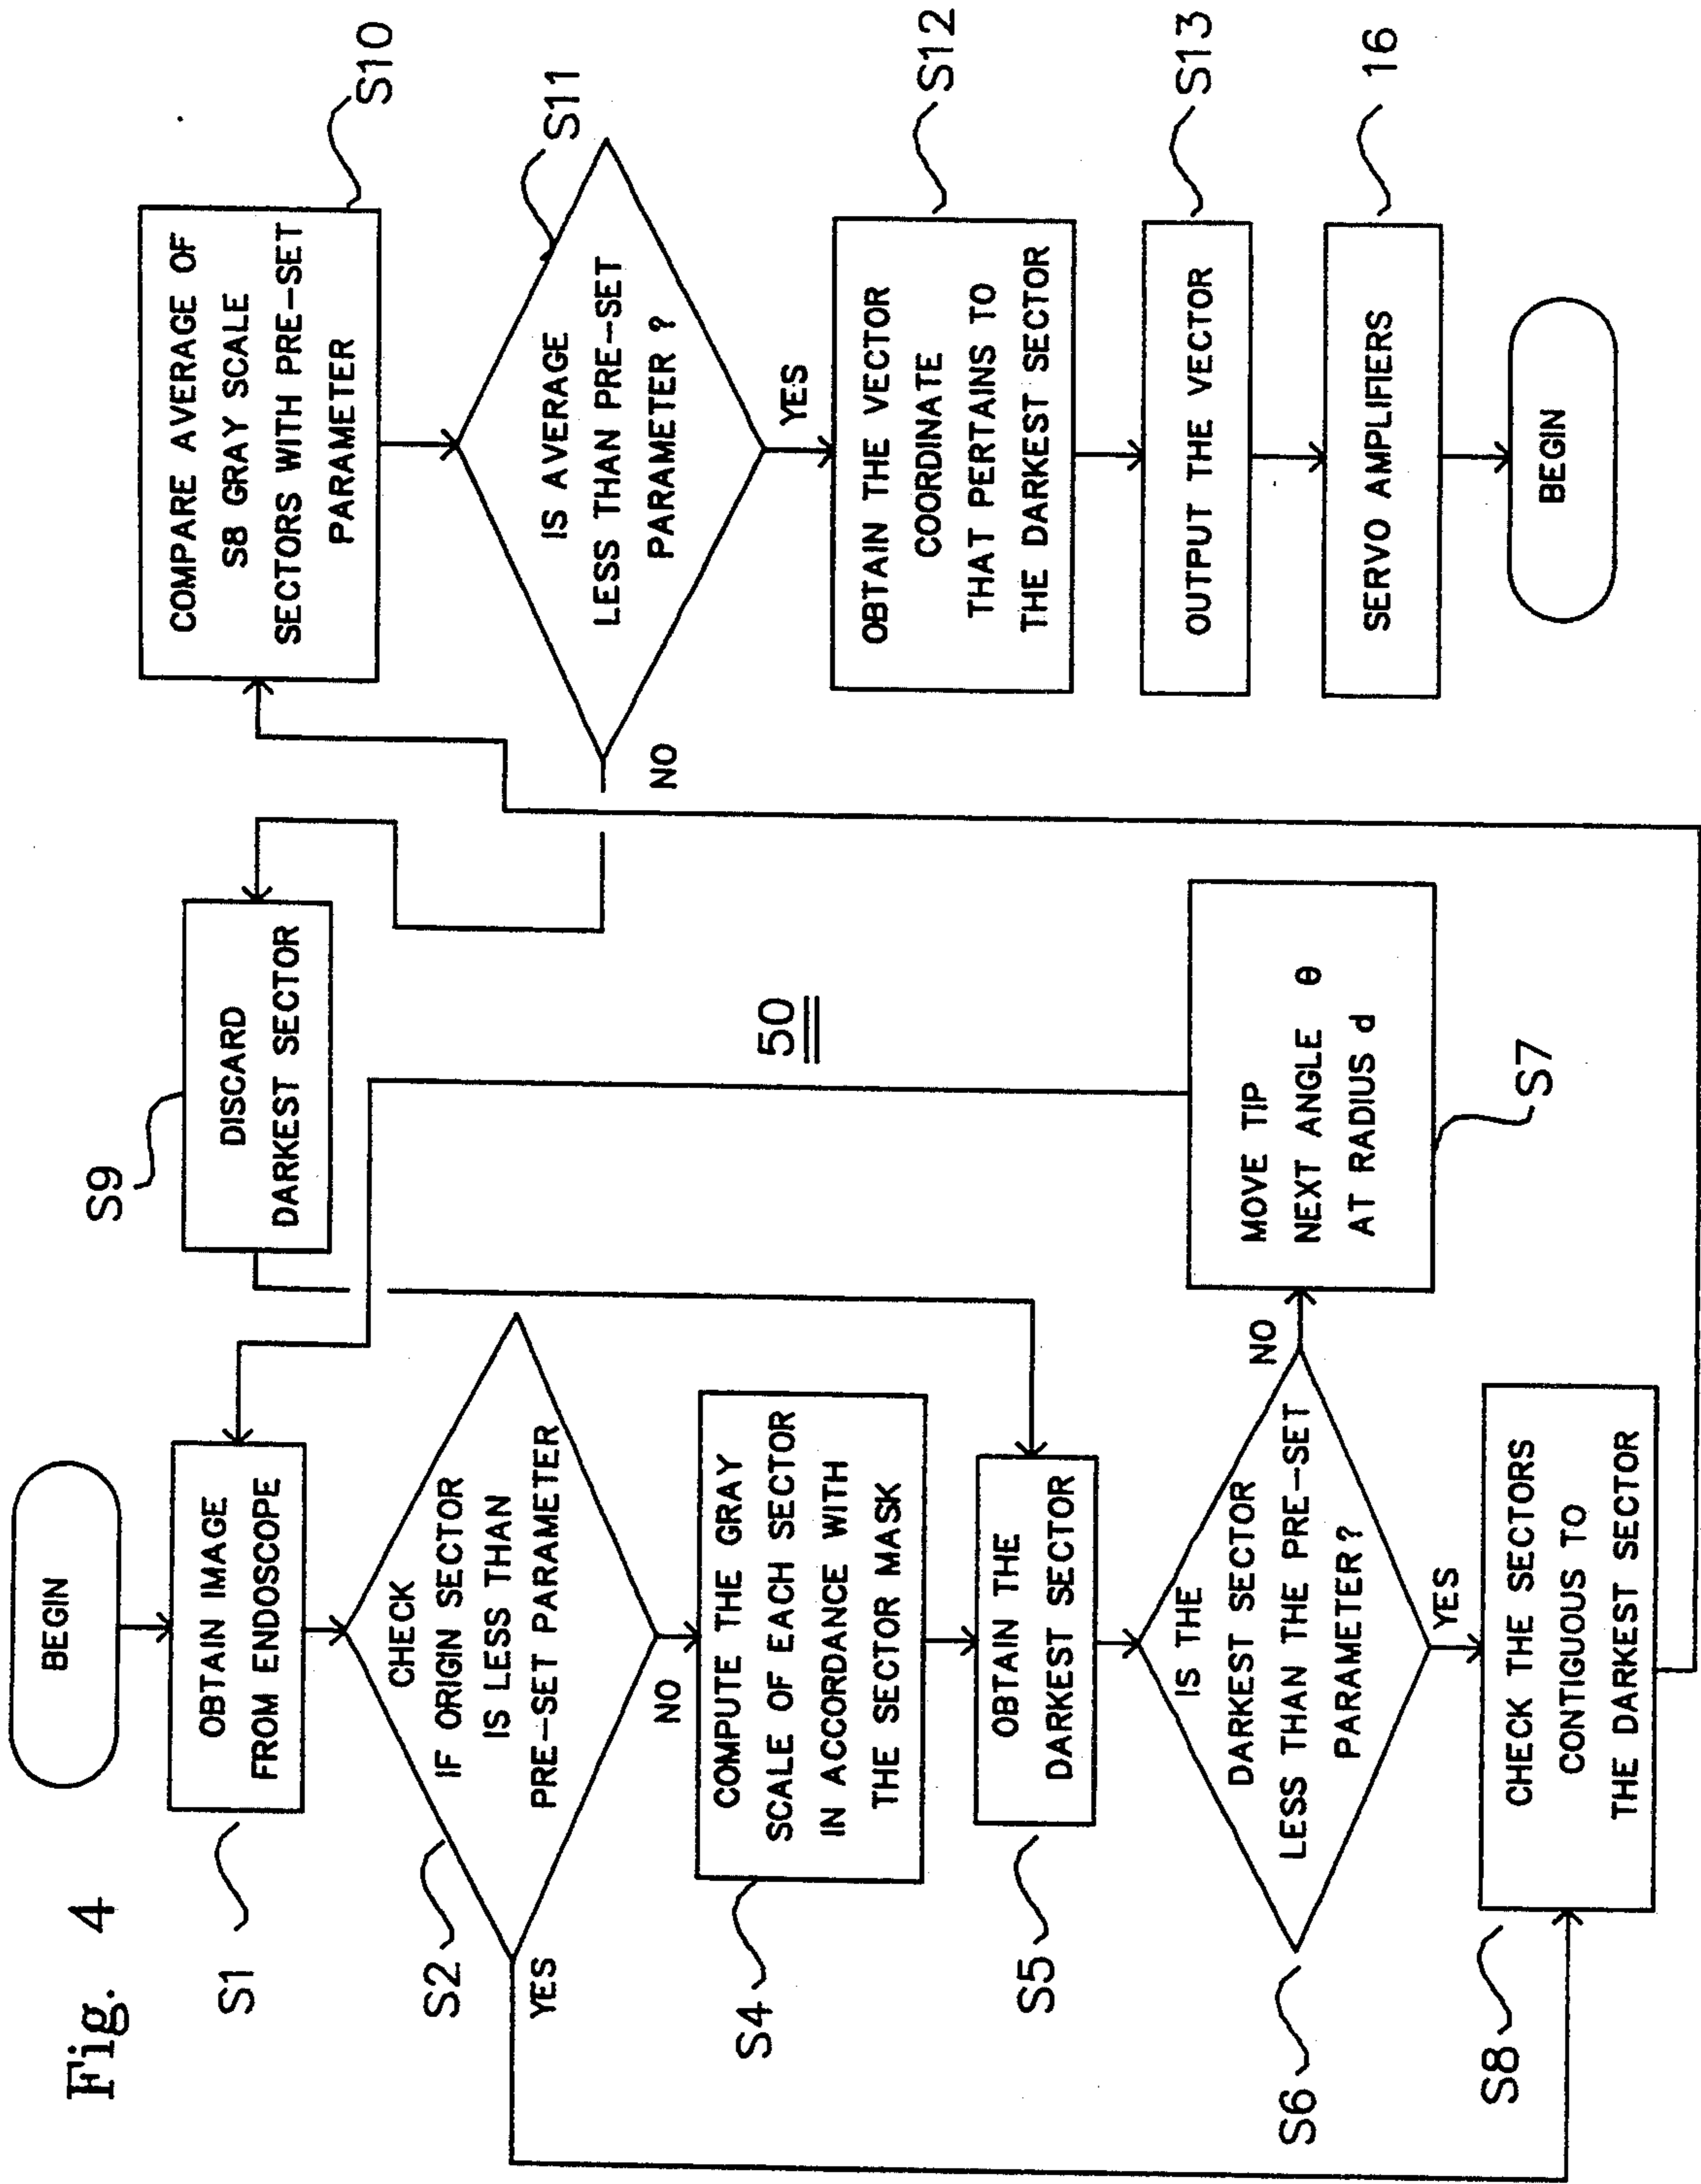 Fig. 4
BEGIN
S1
OBTAIN IMAGE
FROM ENDOSCOPE
S2
CHECK
IF ORIGIN SECTOR
IS LESS THAN
PRE-SET PARAMETER
YES
NO
S4
COMPUTE THE GRAY
SCALE OF EACH SECTOR
IN ACCORDANCE WITH
THE SECTOR MASK
S5
OBTAIN THE
DARKEST SECTOR
S6
IS THE
DARKEST SECTOR
LESS THAN THE PRE-SET
PARAMETER?
NO
YES
S8
CHECK THE SECTORS
CONTIGUOUS TO
THE DARKEST SECTOR
S9
DISCARD
DARKEST SECTOR
50
MOVE TIP
NEXT ANGLE θ
AT RADIUS d
S7
COMPARE AVERAGE OF
S8 GRAY SCALE
SECTORS WITH PRE-SET
PARAMETER
S10
IS AVERAGE
LESS THAN PRE-SET
PARAMETER ?
S11
NO
YES
OBTAIN THE VECTOR
COORDINATE
THAT PERTAINS TO
THE DARKEST SECTOR
S12
OUTPUT THE VECTOR
S13
SERVO AMPLIFIERS
16
BEGIN